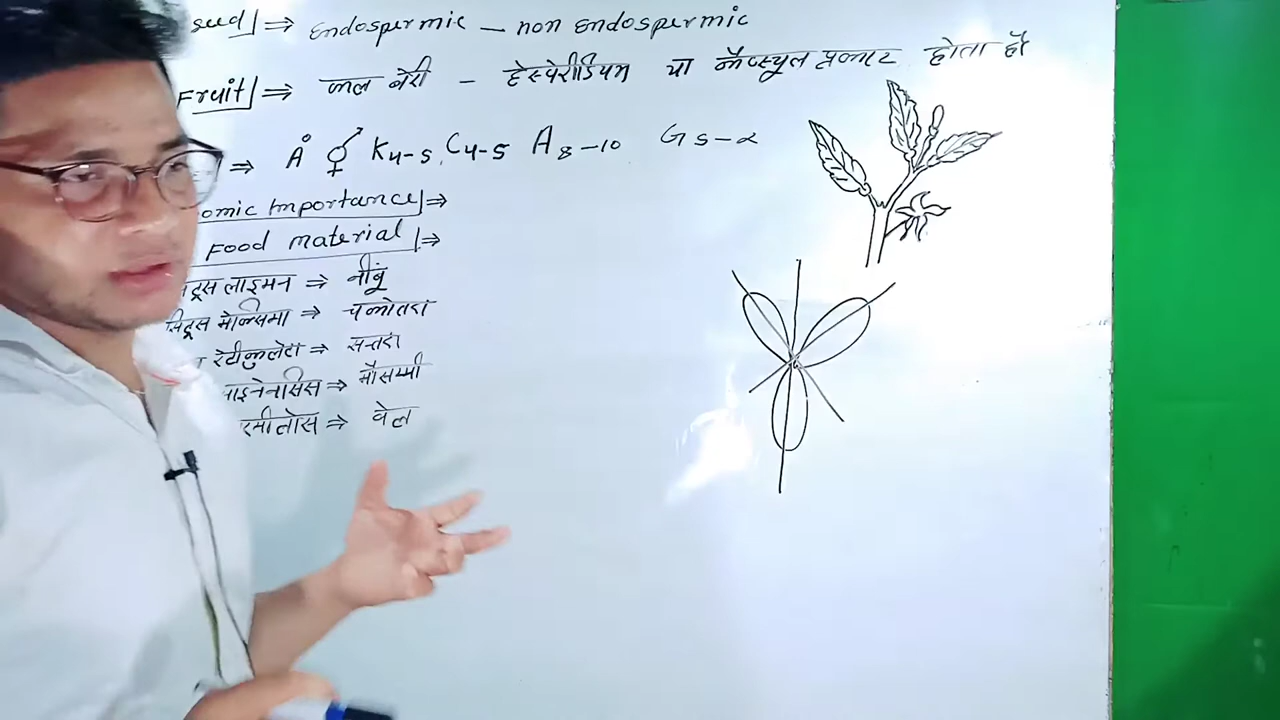 seed ⇒ Endospermic – non endospermic
Fruit ⇒ फल बेरी – हेस्पेरीडियम या कैप्स्यूल प्रकार होता है
⇒ A ⚥ K4-5, C4-5 A8-10 G5-α
omic Importance ⇒
Food material ⇒
ट्रस लाइमन ⇒ नीबू
सिट्रस मेक्सिमा ⇒ चकोतरा
रेटीकुलेटा ⇒ सन्तरा
साइनेनसिस ⇒ मौसम्मी
रमीलोस ⇒ बेल